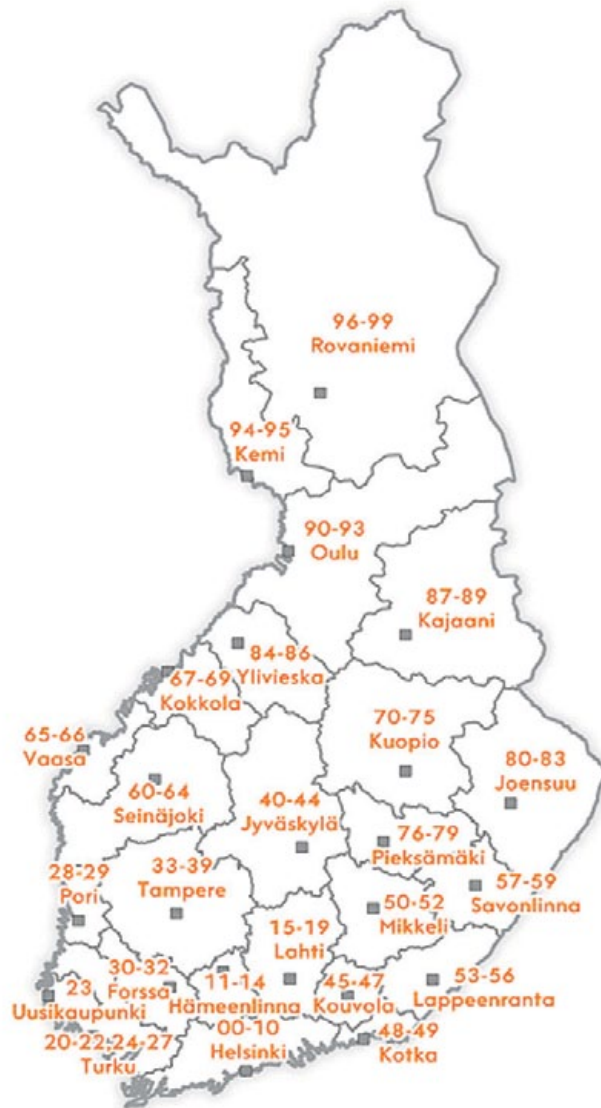 96-99
Rovaniemi
94-95
Kemi
90-93
Oulu
87-89
Kajaani
84-86
Ylivieska
67-69
Kokkola
70-75
Kuopio
65-66
Vaasa
80-83
Joensuu
60-64
Seinäjoki
40-44
Jyväskylä
76-79
Pieksämäki
28-29
Pori
33-39
Tampere
57-59
Savonlinna
50-52
Mikkeli
15-19
Lahti
30-32
Forssa
23
Uusikaupunki
11-14
Hämeenlinna
45-47
Kouvola
53-56
Lappeenranta
20-22,24-27
Turku
00-10
Helsinki
48-49
Kotka